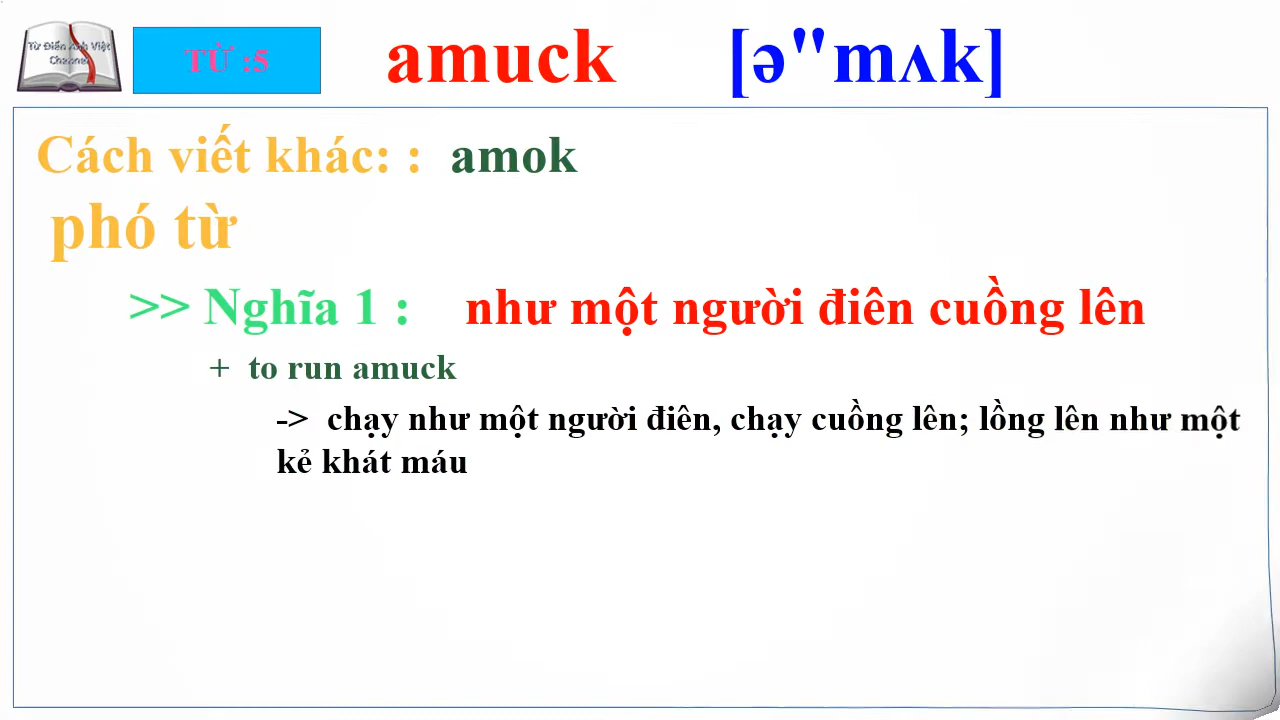 Từ Điển Anh Việt
Channel
TỪ :5
amuck [ə"mʌk]
Cách viết khác: : amok
phó từ
>> Nghĩa 1 : như một người điên cuồng lên
+ to run amuck
-> chạy như một người điên, chạy cuồng lên; lồng lên như một
kẻ khát máu